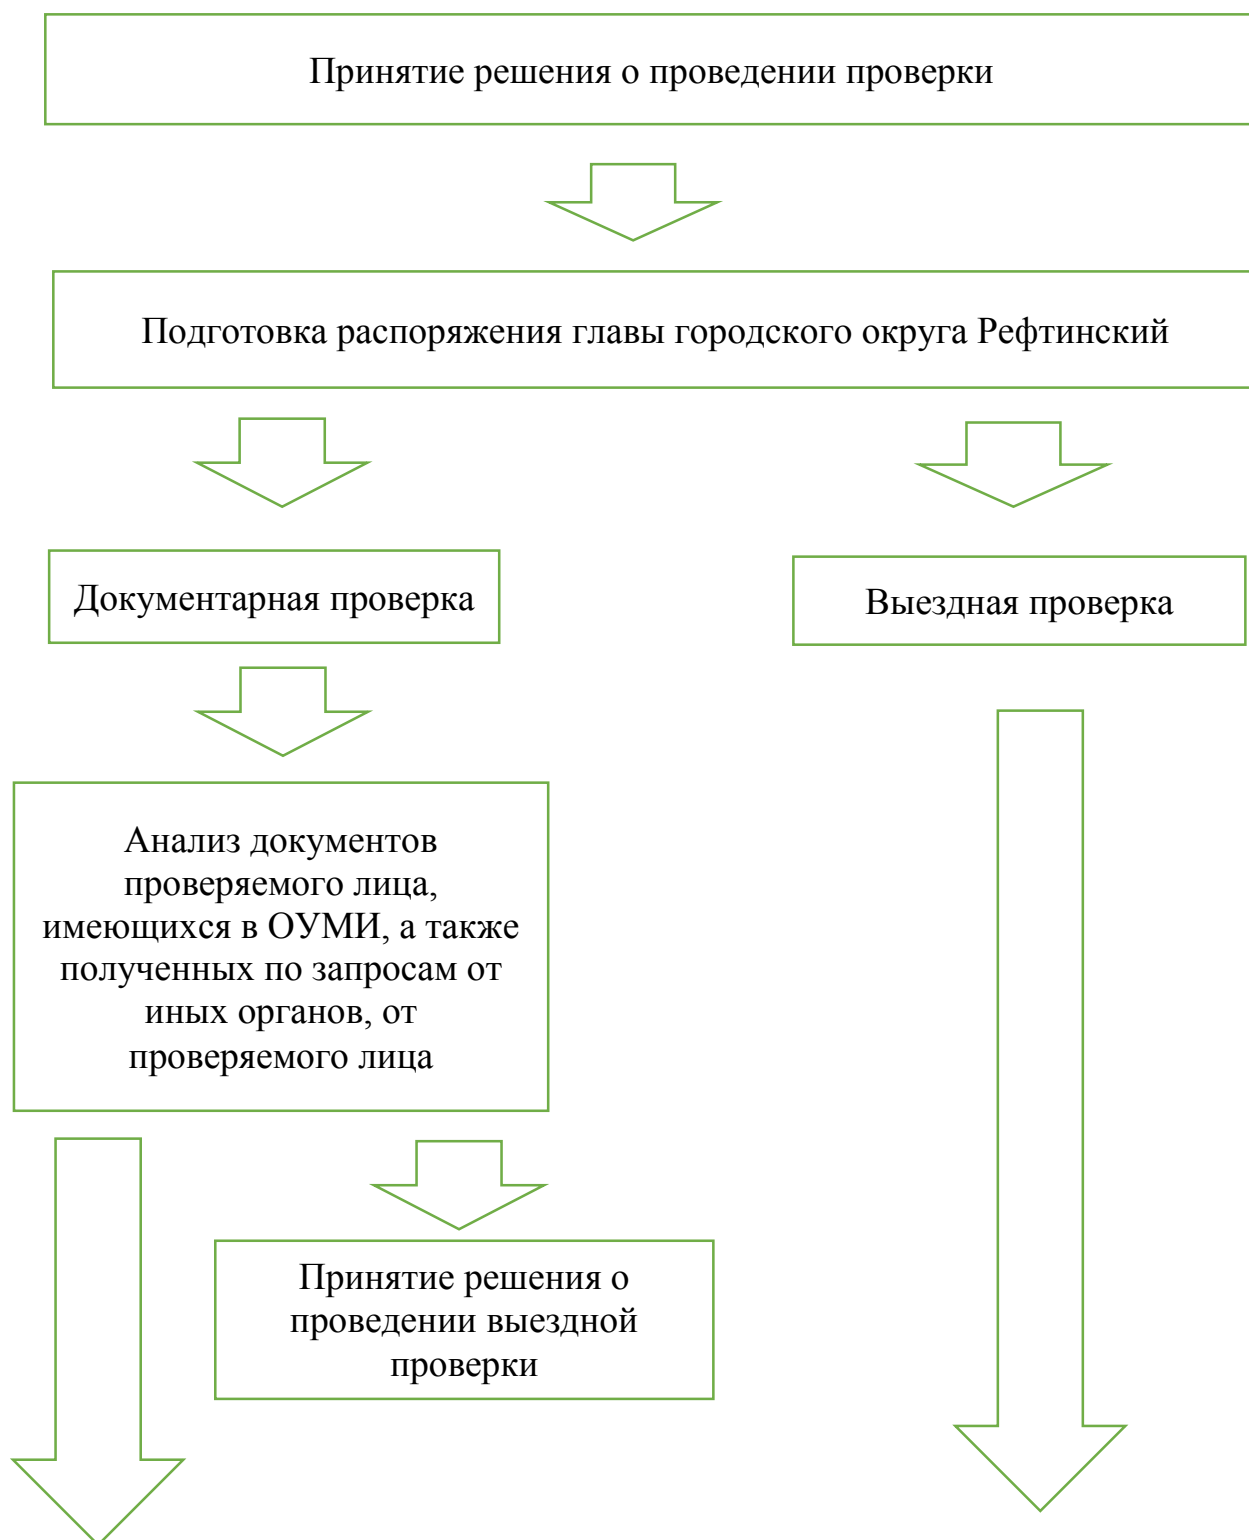 Принятие решения о проведении проверки
Подготовка распоряжения главы городского округа Рефтинский
Документарная проверка
Выездная проверка
Анализ документов
проверяемого лица,
имеющихся в ОУМИ, а также
полученных по запросам от
иных органов, от
проверяемого лица
Принятие решения о
проведении выездной
проверки